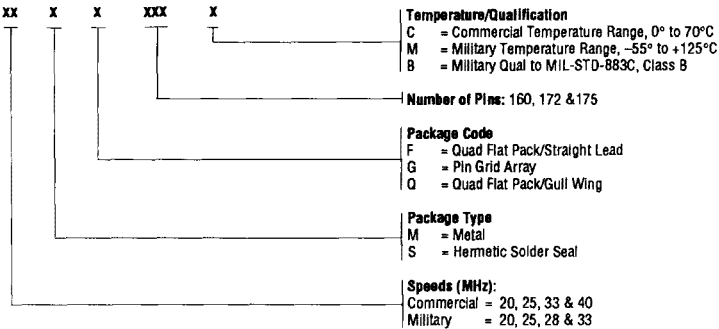 XX X X XXX X
Temperature/Qualification
C = Commercial Temperature Range, 0° to 70°C
M = Military Temperature Range, –55° to +125°C
B = Military Qual to MIL-STD-883C, Class B
Number of Pins: 160, 172 &175
Package Code
F = Quad Flat Pack/Straight Lead
G = Pin Grid Array
Q = Quad Flat Pack/Gull Wing
Package Type
M = Metal
S = Hermetic Solder Seal
Speeds (MHz):
Commercial = 20, 25, 33 & 40
Military = 20, 25, 28 & 33